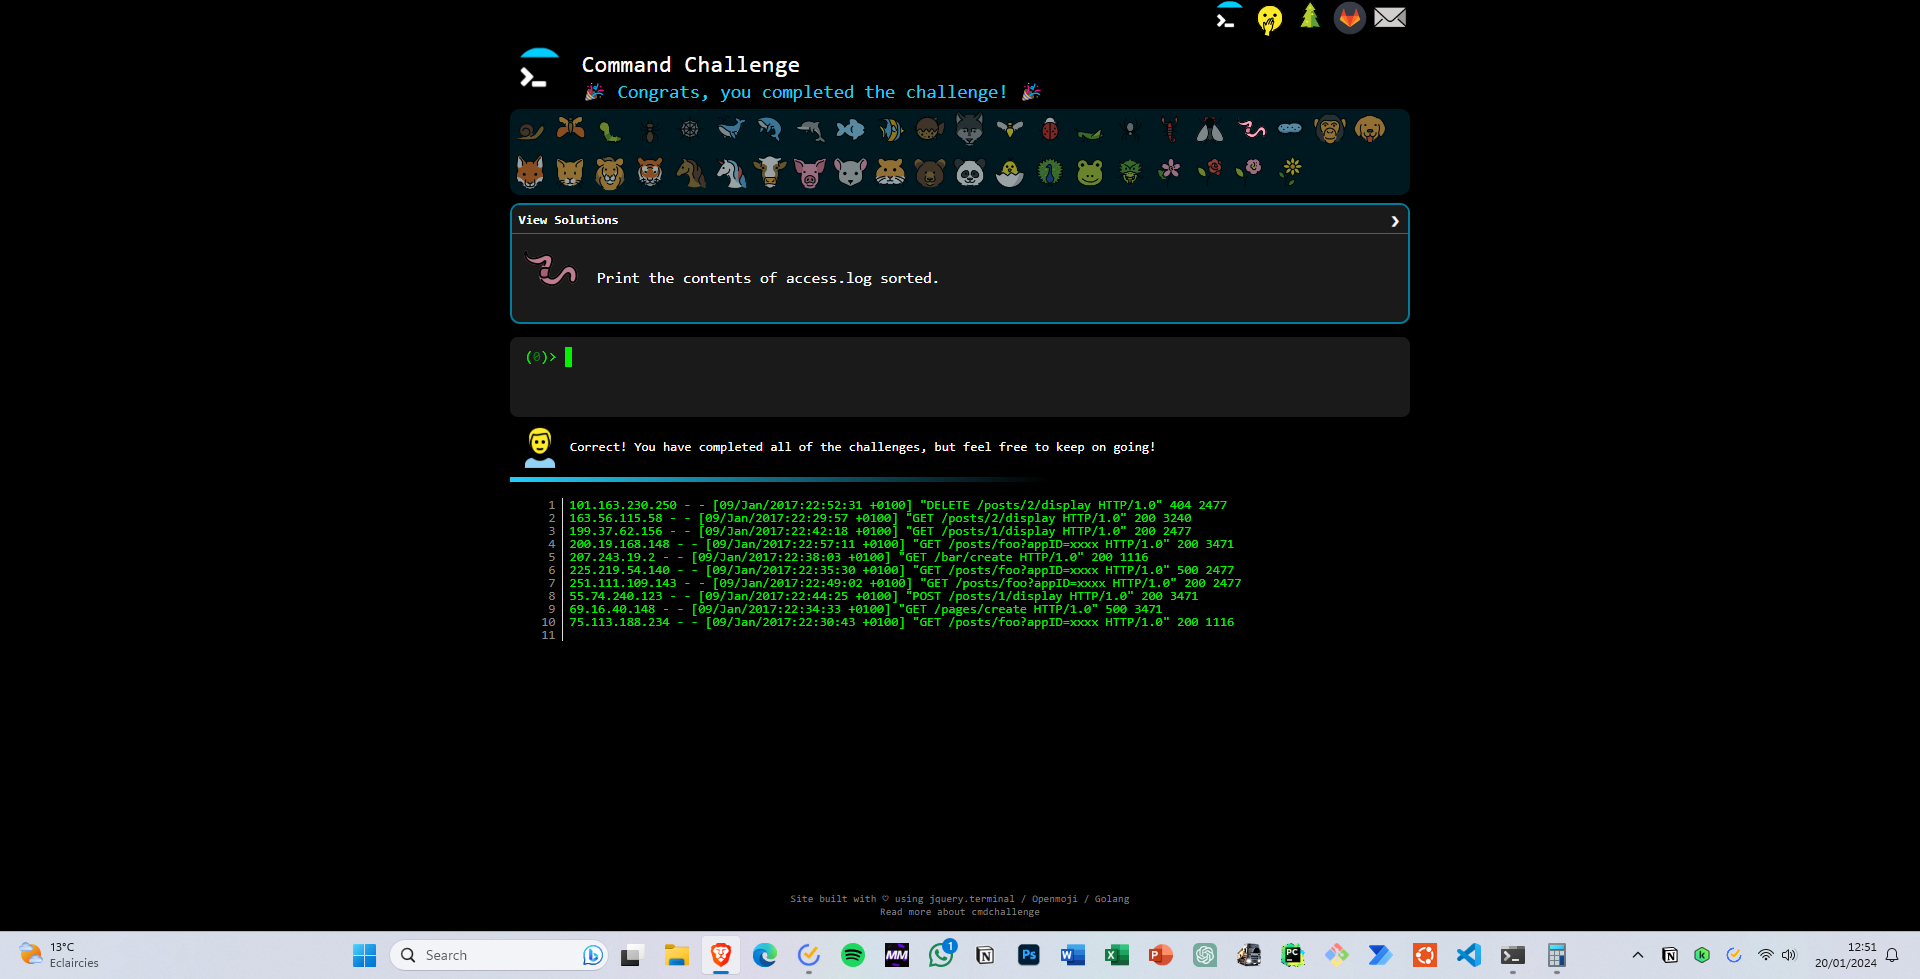 Command Challenge
🎉 Congrats, you completed the challenge! 🎉
View Solutions
Print the contents of access.log sorted.
(0)>
Correct! You have completed all of the challenges, but feel free to keep on going!
1 101.163.230.250 - - [09/Jan/2017:22:52:31 +0100] "DELETE /posts/2/display HTTP/1.0" 404 2477
2 163.56.115.58 - - [09/Jan/2017:22:29:57 +0100] "GET /posts/2/display HTTP/1.0" 200 3240
3 199.37.62.156 - - [09/Jan/2017:22:42:18 +0100] "GET /posts/1/display HTTP/1.0" 200 2477
4 200.19.168.148 - - [09/Jan/2017:22:57:11 +0100] "GET /posts/foo?appID=xxxx HTTP/1.0" 200 3471
5 207.243.19.2 - - [09/Jan/2017:22:38:03 +0100] "GET /bar/create HTTP/1.0" 200 1116
6 225.219.54.140 - - [09/Jan/2017:22:35:30 +0100] "GET /posts/foo?appID=xxxx HTTP/1.0" 500 2477
7 251.111.109.143 - - [09/Jan/2017:22:49:02 +0100] "GET /posts/foo?appID=xxxx HTTP/1.0" 200 2477
8 55.74.240.123 - - [09/Jan/2017:22:44:25 +0100] "POST /posts/1/display HTTP/1.0" 200 3471
9 69.16.40.148 - - [09/Jan/2017:22:34:33 +0100] "GET /pages/create HTTP/1.0" 500 3471
10 75.113.188.234 - - [09/Jan/2017:22:30:43 +0100] "GET /posts/foo?appID=xxxx HTTP/1.0" 200 1116
11
Site built with ♡ using jquery.terminal / Openmoji / Golang
Read more about cmdchallenge
13°C
Eclaircies
Search
MM
1
Ps
PC
12:51
20/01/2024